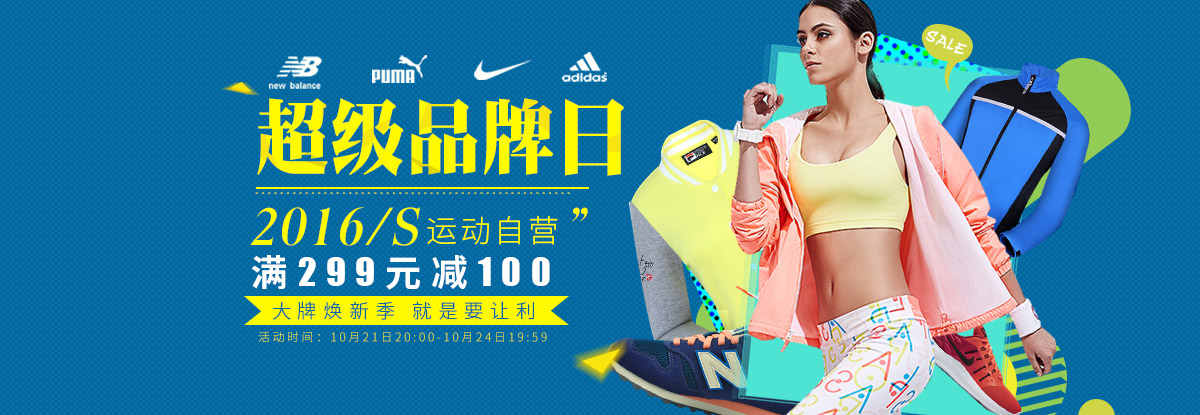 NB
new balance
PUMA
adidas
SALE
超级品牌日
2016/S 运动自营”
满299元减100
大牌焕新季 就是要让利
活动时间：10月21日20:00-10月24日19:59
FILA
N